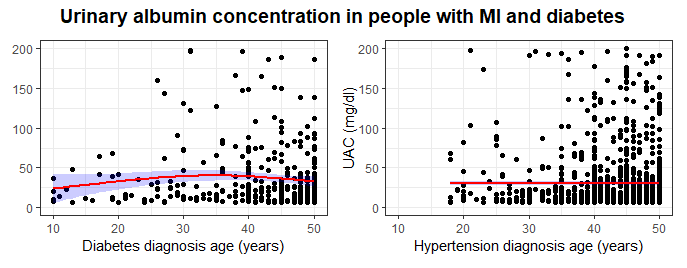 Urinary albumin concentration in people with MI and diabetes
200
150
100
50
0
10 20 30 40 50
Diabetes diagnosis age (years)
UAC (mg/dl)
200
150
100
50
0
10 20 30 40 50
Hypertension diagnosis age (years)